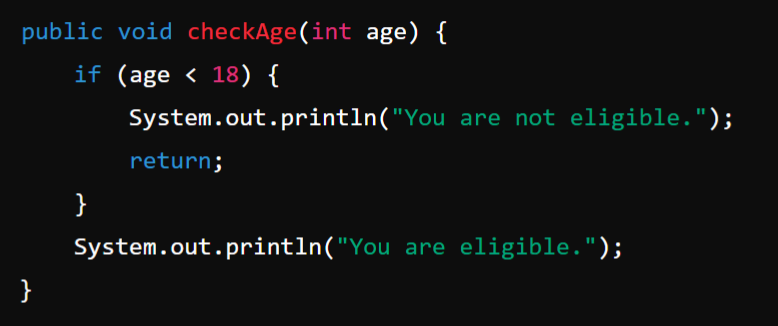 public void checkAge(int age) {
    if (age < 18) {
        System.out.println("You are not eligible.");
        return;
    }
    System.out.println("You are eligible.");
}